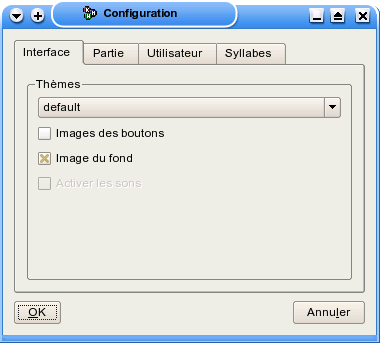 Configuration
Interface Partie Utilisateur Syllabes
Thèmes
default
Images des boutons
Image du fond
Activer les sons
OK Annuler